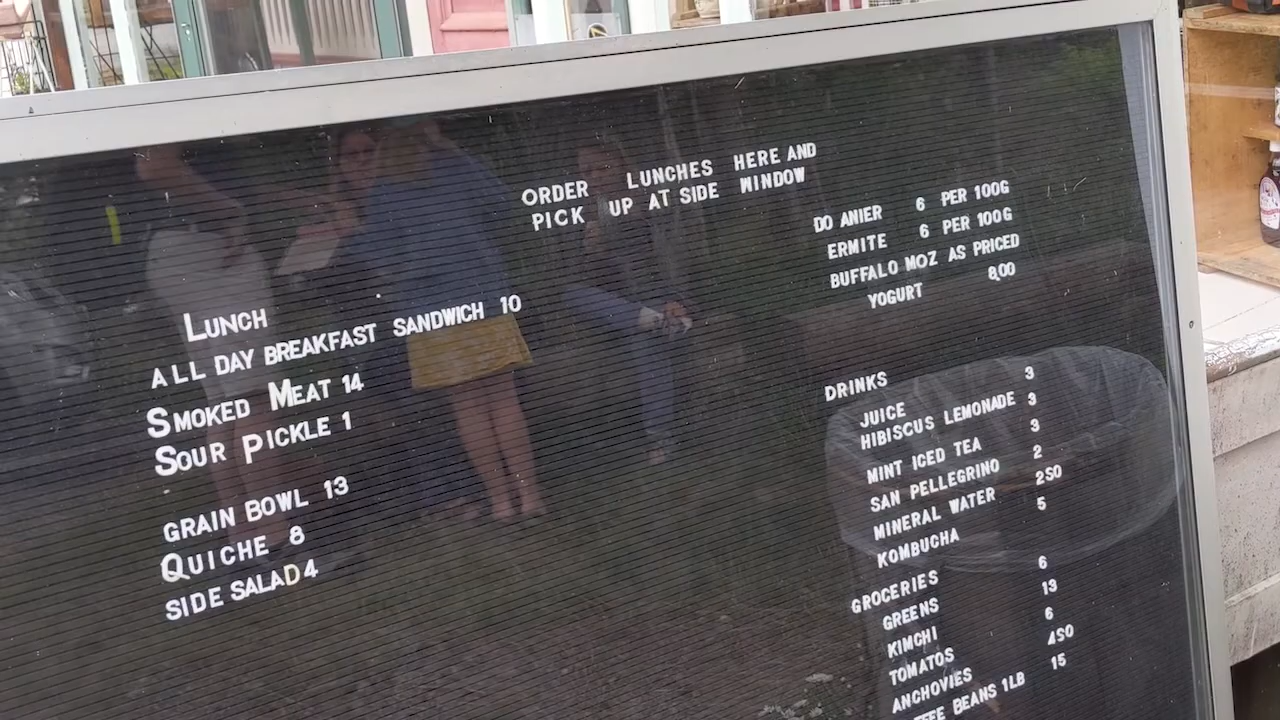 ORDER LUNCHES HERE AND
PICK UP AT SIDE WINDOW
LUNCH
ALL DAY BREAKFAST SANDWICH 10
SMOKED MEAT 14
SOUR PICKLE 1
GRAIN BOWL 13
QUICHE 8
SIDE SALAD 4
DO ANIER 6 PER 100G
ERMITE 6 PER 100G
BUFFALO MOZ AS PRICED
YOGURT 8,00
DRINKS
JUICE 3
HIBISCUS LEMONADE 3
MINT ICED TEA 3
SAN PELLEGRINO 2
MINERAL WATER 2SO
KOMBUCHA 5
GROCERIES
GREENS 6
KIMCHI 13
TOMATOS 6
ANCHOVIES 4SO
BEANS 1LB 15